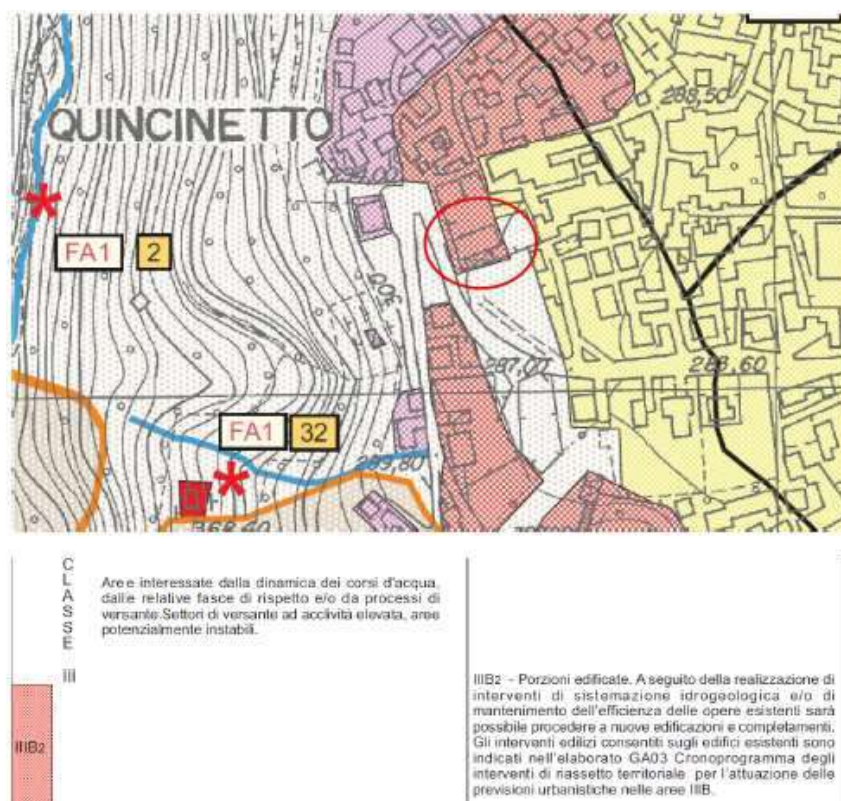 288,50
QUINCINETTO
FA1 2
300
287,00
288,60
FA1 32
289,80
368,40
CLASSE III
Aree interessate dalla dinamica dei corsi d'acqua,
dalle relative fasce di rispetto e/o da processi di
versante.Settori di versante ad acclività elevata, aree
potenzialmente instabili.
IIIB2
IIIB2 - Porzioni edificate. A seguito della realizzazione di
interventi di sistemazione idrogeologica e/o di
mantenimento dell'efficienza delle opere esistenti sarà
possibile procedere a nuove edificazioni e completamenti.
Gli interventi edilizi consentiti sugli edifici esistenti sono
indicati nell'elaborato GA03 Cronoprogramma degli
interventi di riassetto territoriale per l'attuazione delle
previsioni urbanistiche nelle aree IIIB.